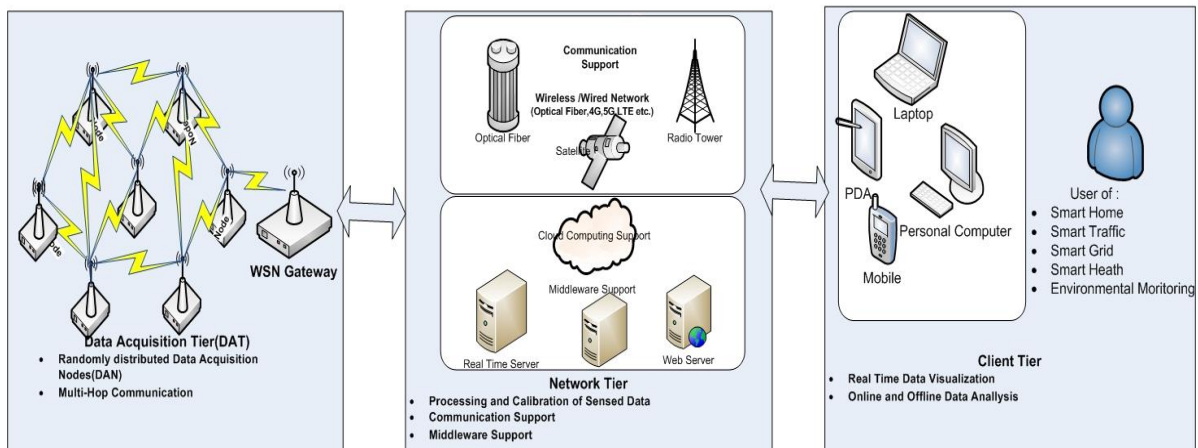 Node
Node
Node
Node
WSN Gateway
Data Acquisition Tier(DAT)
• Randomly distributed Data Acquisition
Nodes(DAN)
• Multi-Hop Communication
Communication
Support
Wireless /Wired Network
(Optical Fiber,4G,5G,LTE etc.)
Optical Fiber
Satellite
Radio Tower
Cloud Computing Support
Middleware Support
Real Time Server
Web Server
Network Tier
• Processing and Calibration of Sensed Data
• Communication Support
• Middleware Support
Laptop
PDA
Personal Computer
Mobile
User of :
• Smart Home
• Smart Traffic
• Smart Grid
• Smart Heath
• Environmental Moritoring
Client Tier
• Real Time Data Visualization
• Online and Offline Data Anallysis